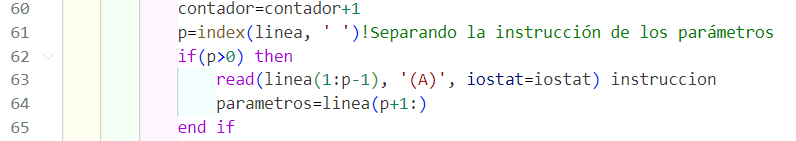 60 contador=contador+1
61 p=index(linea, ' ')!Separando la instrucción de los parámetros
62 if(p>0) then
63 read(linea(1:p-1), '(A)', iostat=iostat) instruccion
64 parametros=linea(p+1:)
65 end if